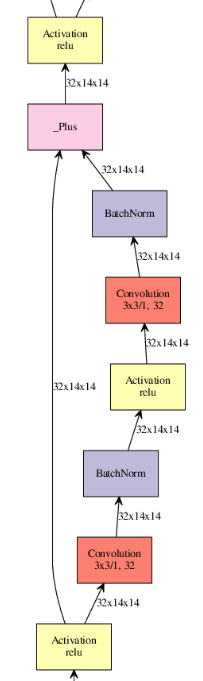 Activation
relu
32x14x14
_Plus
32x14x14
BatchNorm
32x14x14
Convolution
3x3/1, 32
32x14x14
Activation
relu
32x14x14
32x14x14
BatchNorm
32x14x14
Convolution
3x3/1, 32
32x14x14
Activation
relu